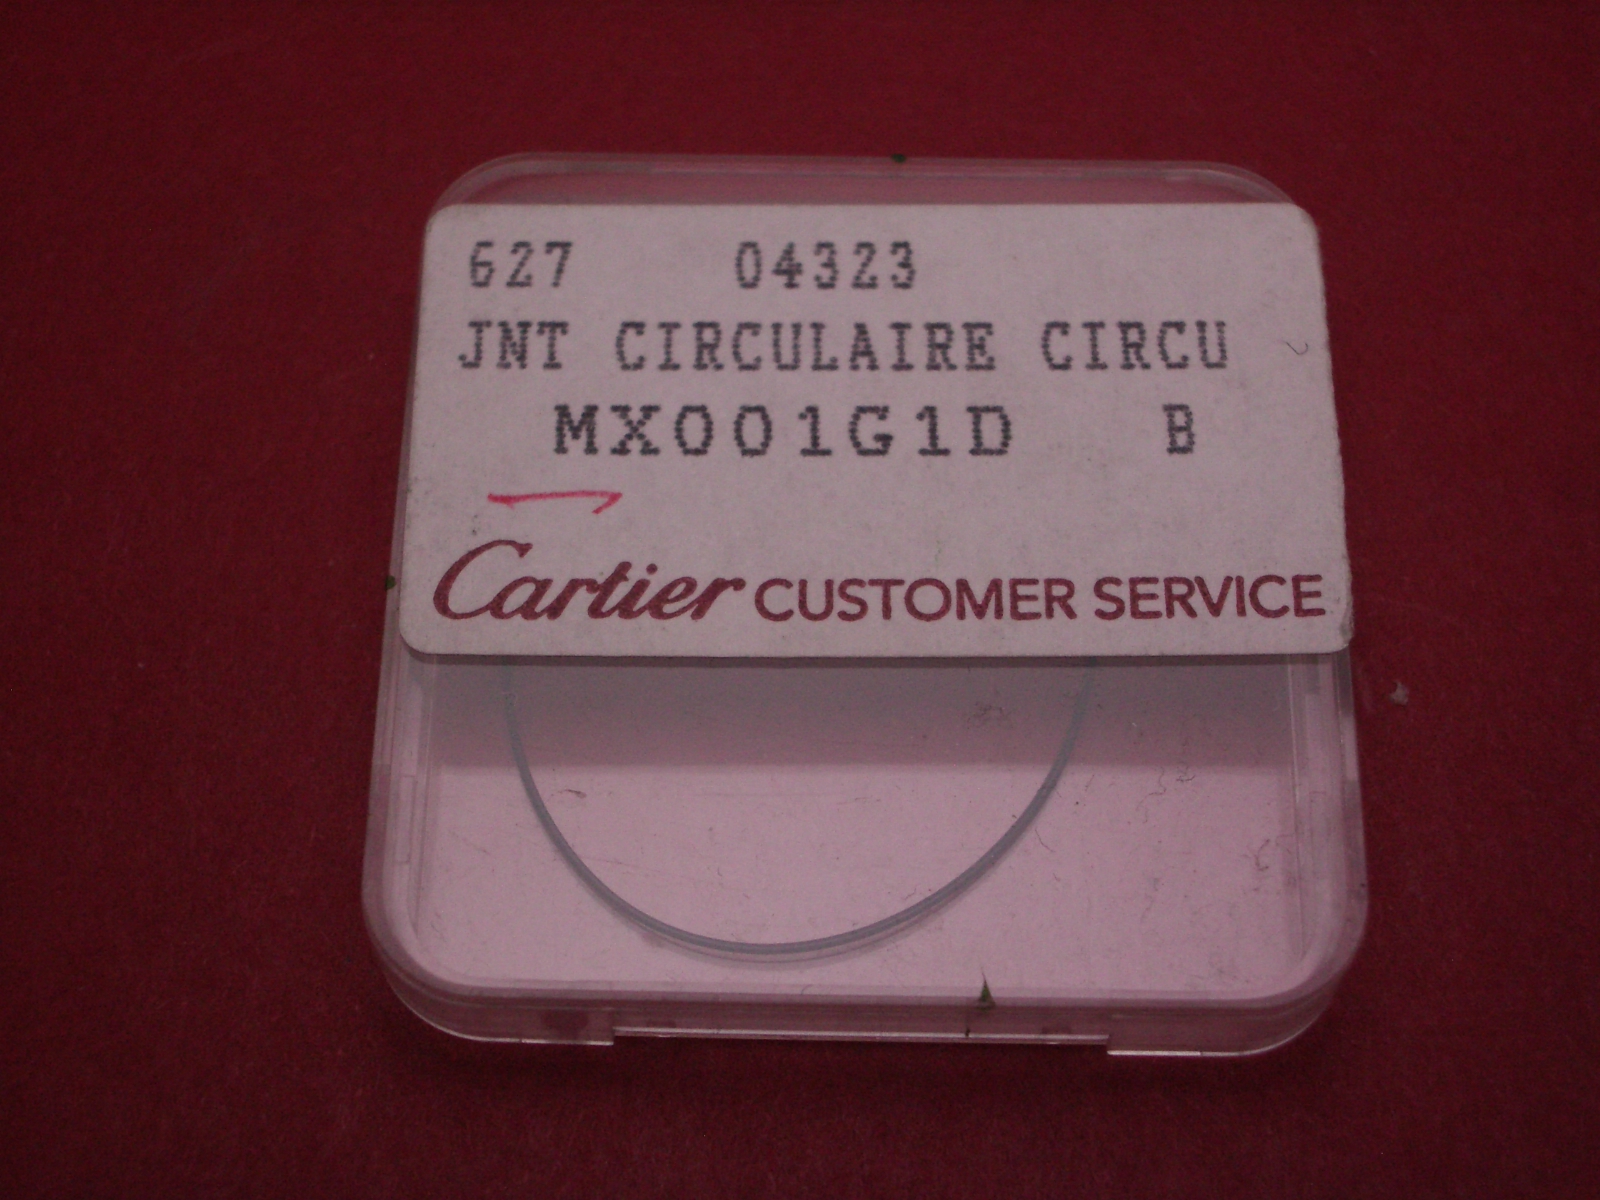 627 04323
JNT CIRCULAIRE CIRCU
MX001G1D B
Cartier CUSTOMER SERVICE